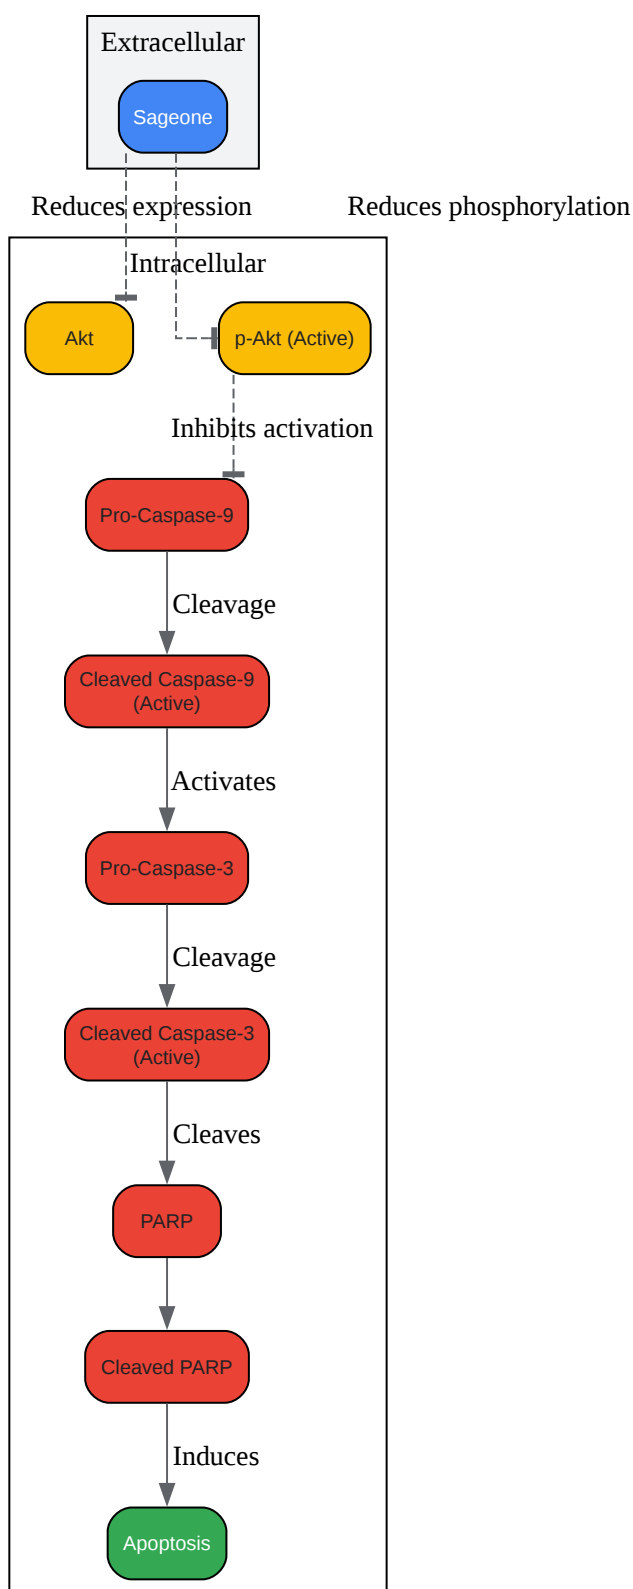 Extracellular
Sageone
Reduces expression
Reduces phosphorylation
Intracellular
Akt
p-Akt (Active)
Inhibits activation
Pro-Caspase-9
Cleavage
Cleaved Caspase-9
(Active)
Activates
Pro-Caspase-3
Cleavage
Cleaved Caspase-3
(Active)
Cleaves
PARP
Cleaved PARP
Induces
Apoptosis